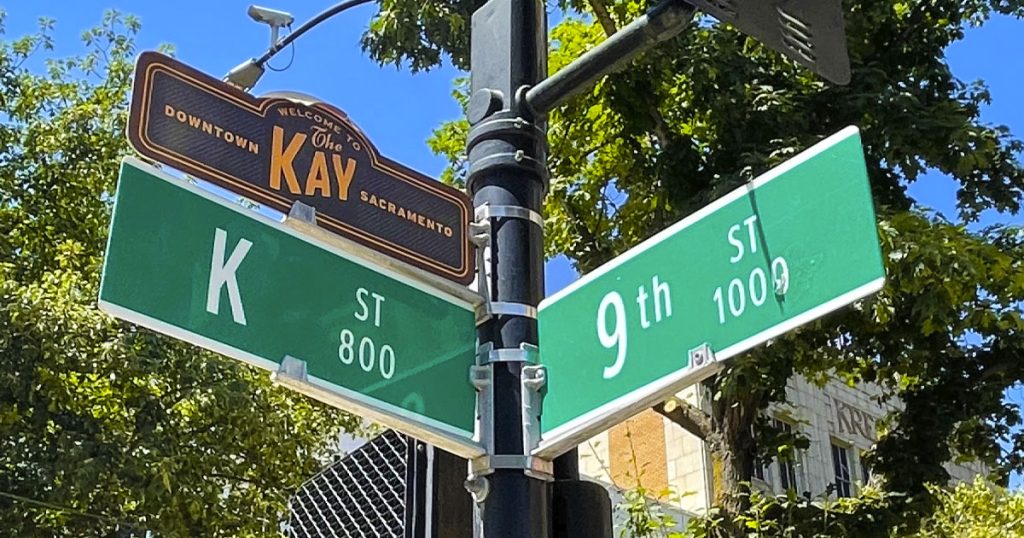 WELCOME TO
The
DOWNTOWN KAY SACRAMENTO
K ST
800
9th ST
1000